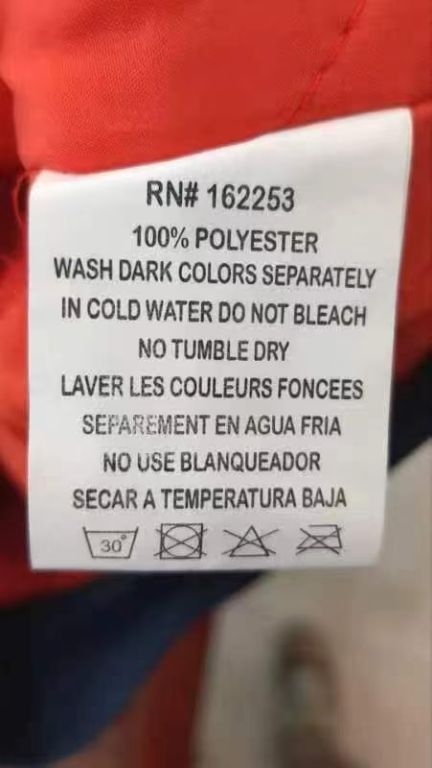 RN# 162253
100% POLYESTER
WASH DARK COLORS SEPARATELY
IN COLD WATER DO NOT BLEACH
NO TUMBLE DRY
LAVER LES COULEURS FONCEES
SEPAREMENT EN AGUA FRIA
NO USE BLANQUEADOR
SECAR A TEMPERATURA BAJA
30°